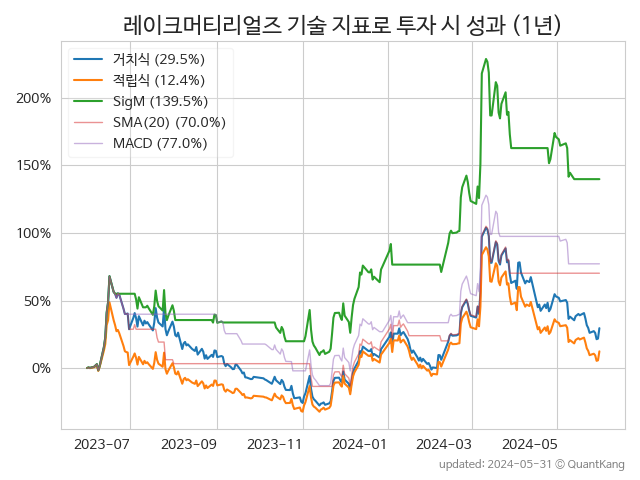 레이크머티리얼즈 기술 지표로 투자 시 성과 (1년)
거치식 (29.5%)
적립식 (12.4%)
SigM (139.5%)
SMA(20) (70.0%)
MACD (77.0%)
200%
150%
100%
50%
0%
2023-07 2023-09 2023-11 2024-01 2024-03 2024-05
updated: 2024-05-31 © QuantKang